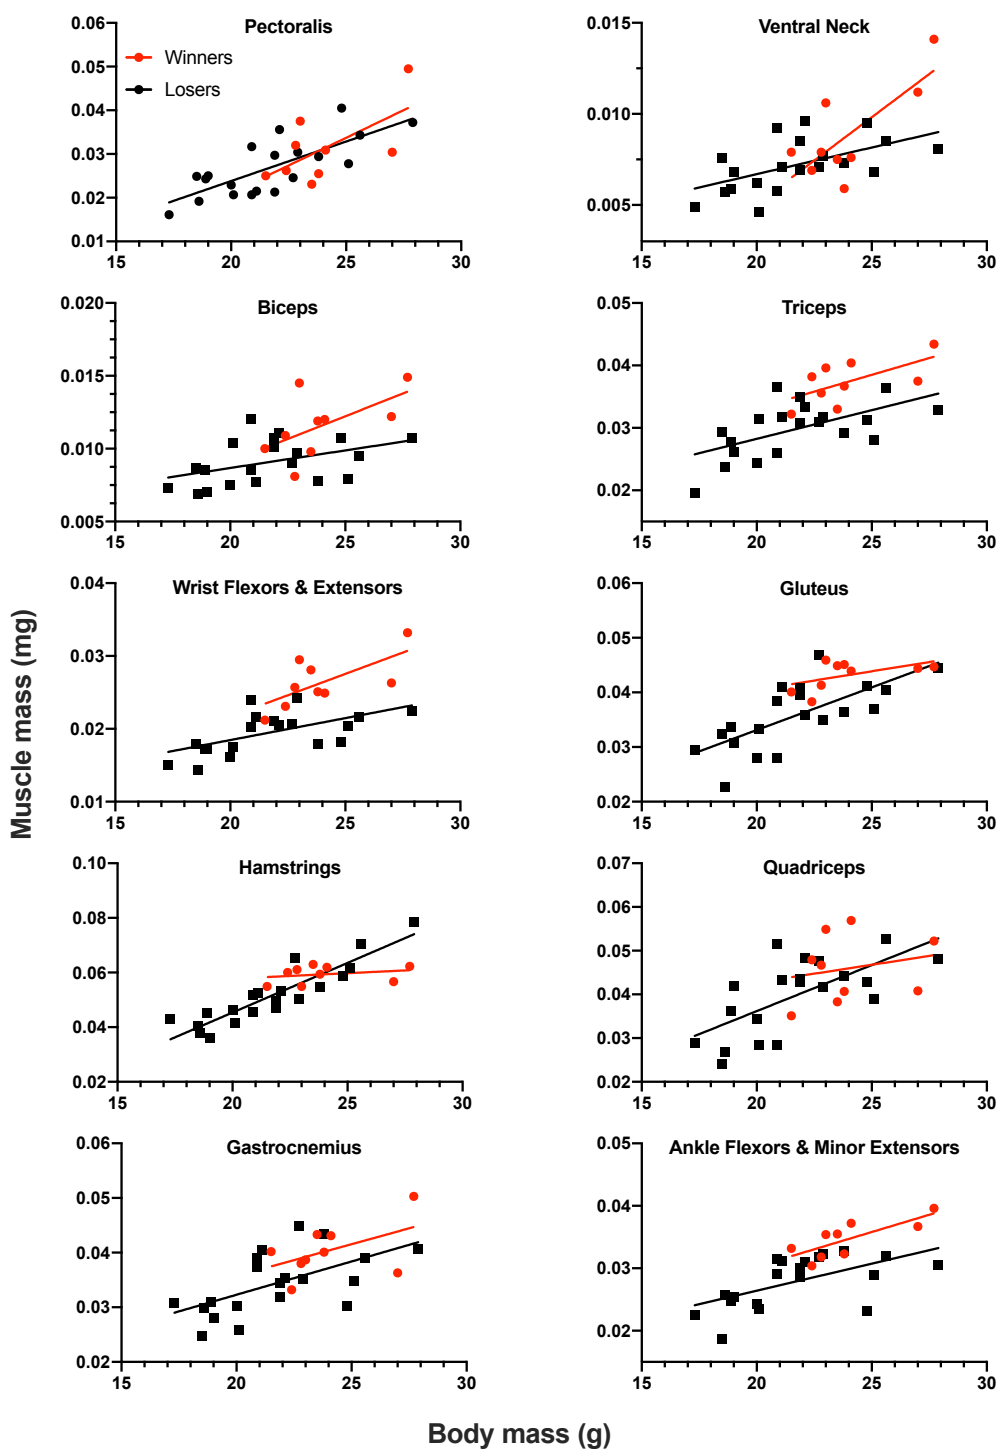 Pectoralis
Winners
Losers
0.06
0.05
0.04
0.03
0.02
0.01
15 20 25 30
Ventral Neck
0.015
0.010
0.005
15 20 25 30
Biceps
0.020
0.015
0.010
0.005
15 20 25 30
Triceps
0.05
0.04
0.03
0.02
15 20 25 30
Wrist Flexors & Extensors
0.04
0.03
0.02
0.01
15 20 25 30
Gluteus
0.06
0.05
0.04
0.03
0.02
15 20 25 30
Hamstrings
0.10
0.08
0.06
0.04
0.02
15 20 25 30
Quadriceps
0.07
0.06
0.05
0.04
0.03
0.02
15 20 25 30
Gastrocnemius
0.06
0.05
0.04
0.03
0.02
15 20 25 30
Ankle Flexors & Minor Extensors
0.05
0.04
0.03
0.02
15 20 25 30
Muscle mass (mg)
Body mass (g)